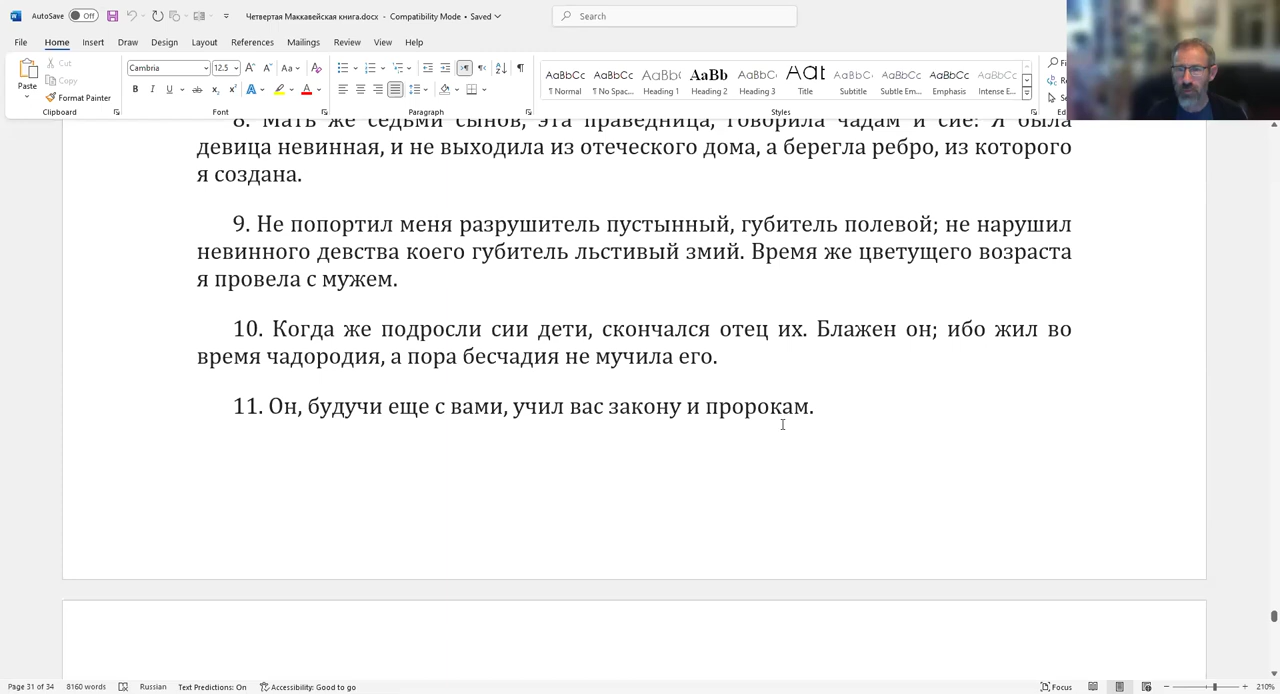 AutoSave Off Четвертая Маккавейская книга.docx - Compatibility Mode • Saved Search
File Home Insert Draw Design Layout References Mailings Review View Help
Paste Cut Copy Format Painter Clipboard
Cambria 12.5 Font
Paragraph
AaBbCc AaBbCc AaBbC AaBb AaBbC AaBb AaBbCc AaBbCc AaBbCc AaBbCc
Normal No Spac... Heading 1 Heading 2 Heading 3 Title Subtitle Subtle Em... Emphasis Intense E...
Styles
8. Мать же седьми сынов, эта праведница, говорила чадам и сие: Я была
девица невинная, и не выходила из отеческого дома, а берегла ребро, из которого
я создана.
9. Не попортил меня разрушитель пустынный, губитель полевой; не нарушил
невинного девства коего губитель льстивый змий. Время же цветущего возраста
я провела с мужем.
10. Когда же подросли сии дети, скончался отец их. Блажен он; ибо жил во
время чадородия, а пора бесчадия не мучила его.
11. Он, будучи еще с вами, учил вас закону и пророкам.
Page 31 of 34 8160 words Russian Text Predictions: On Accessibility: Good to go Focus 210%